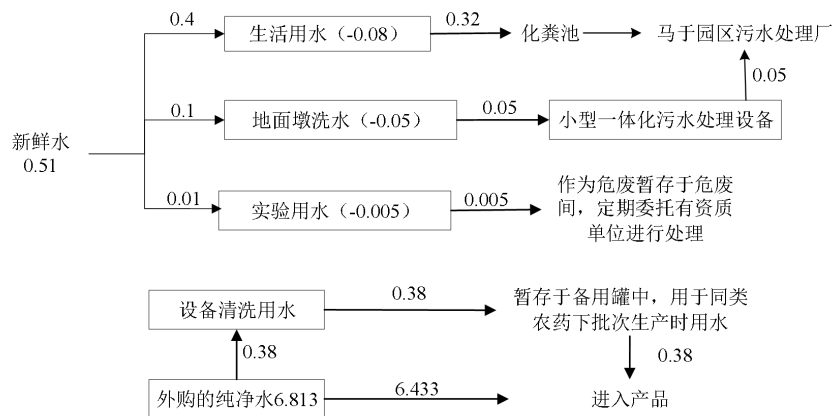 0.4
生活用水（-0.08）
0.32
化粪池
马于园区污水处理厂
0.05
新鲜水
0.51
0.1
地面墩洗水（-0.05）
0.05
小型一体化污水处理设备
0.01
实验用水（-0.005）
0.005
作为危废暂存于危废
间，定期委托有资质
单位进行处理
设备清洗用水
0.38
暂存于备用罐中，用于同类
农药下批次生产时用水
0.38
0.38
外购的纯净水6.813
6.433
进入产品